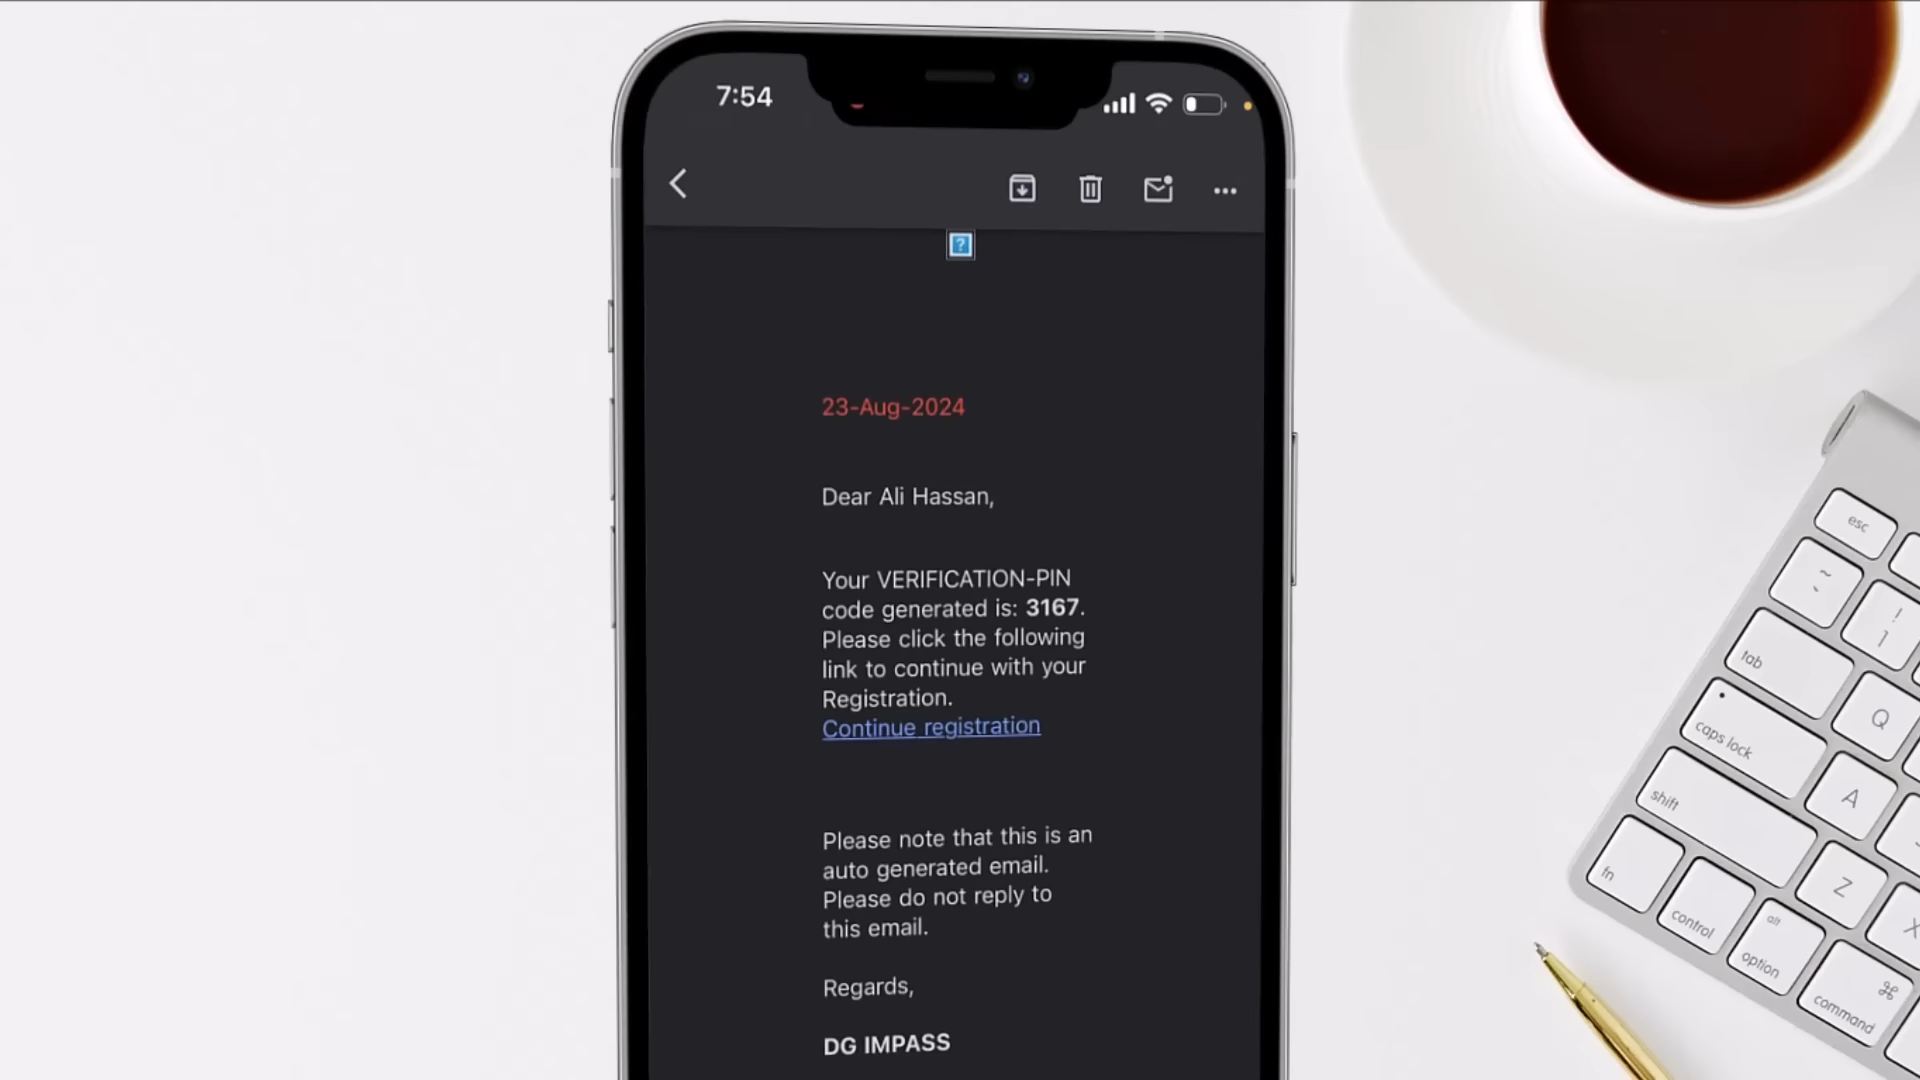 7:54
?
23-Aug-2024
Dear Ali Hassan,
Your VERIFICATION-PIN
code generated is: 3167.
Please click the following
link to continue with your
Registration.
Continue registration
Please note that this is an
auto generated email.
Please do not reply to
this email.
Regards,
DG IMPASS
esc
~
!
1
tab
Q
caps lock
A
shift
Z
X
fn
control
alt
option
⌘
command